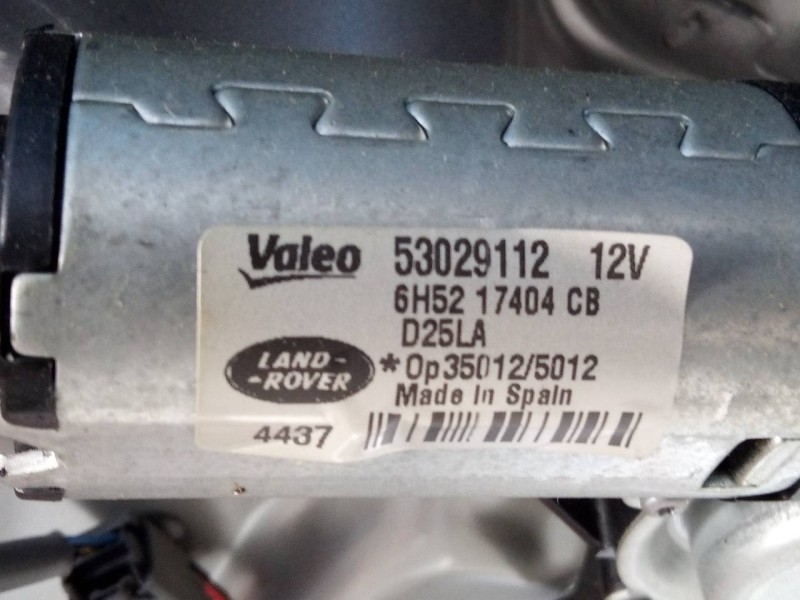 Valeo 53029112 12V
6H52 17404 CB
D25LA
LAND-
-ROVER
*Op35012/5012
Made In Spain
4437